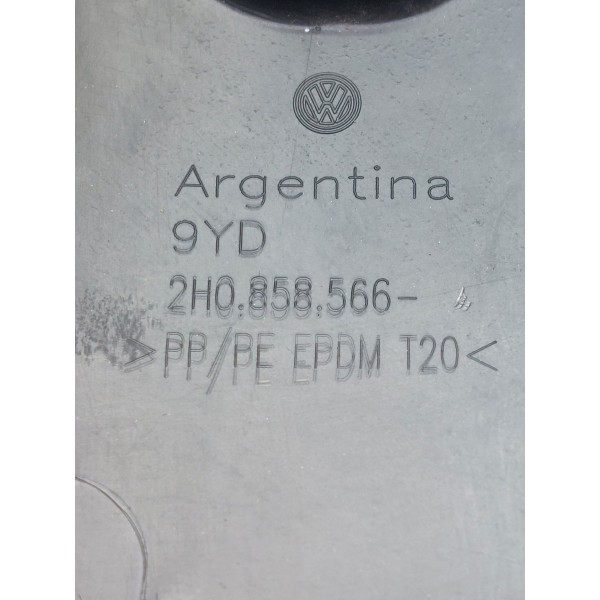 Argentina
9YD
2H0.858.566-
>PP/PE EPDM T20<